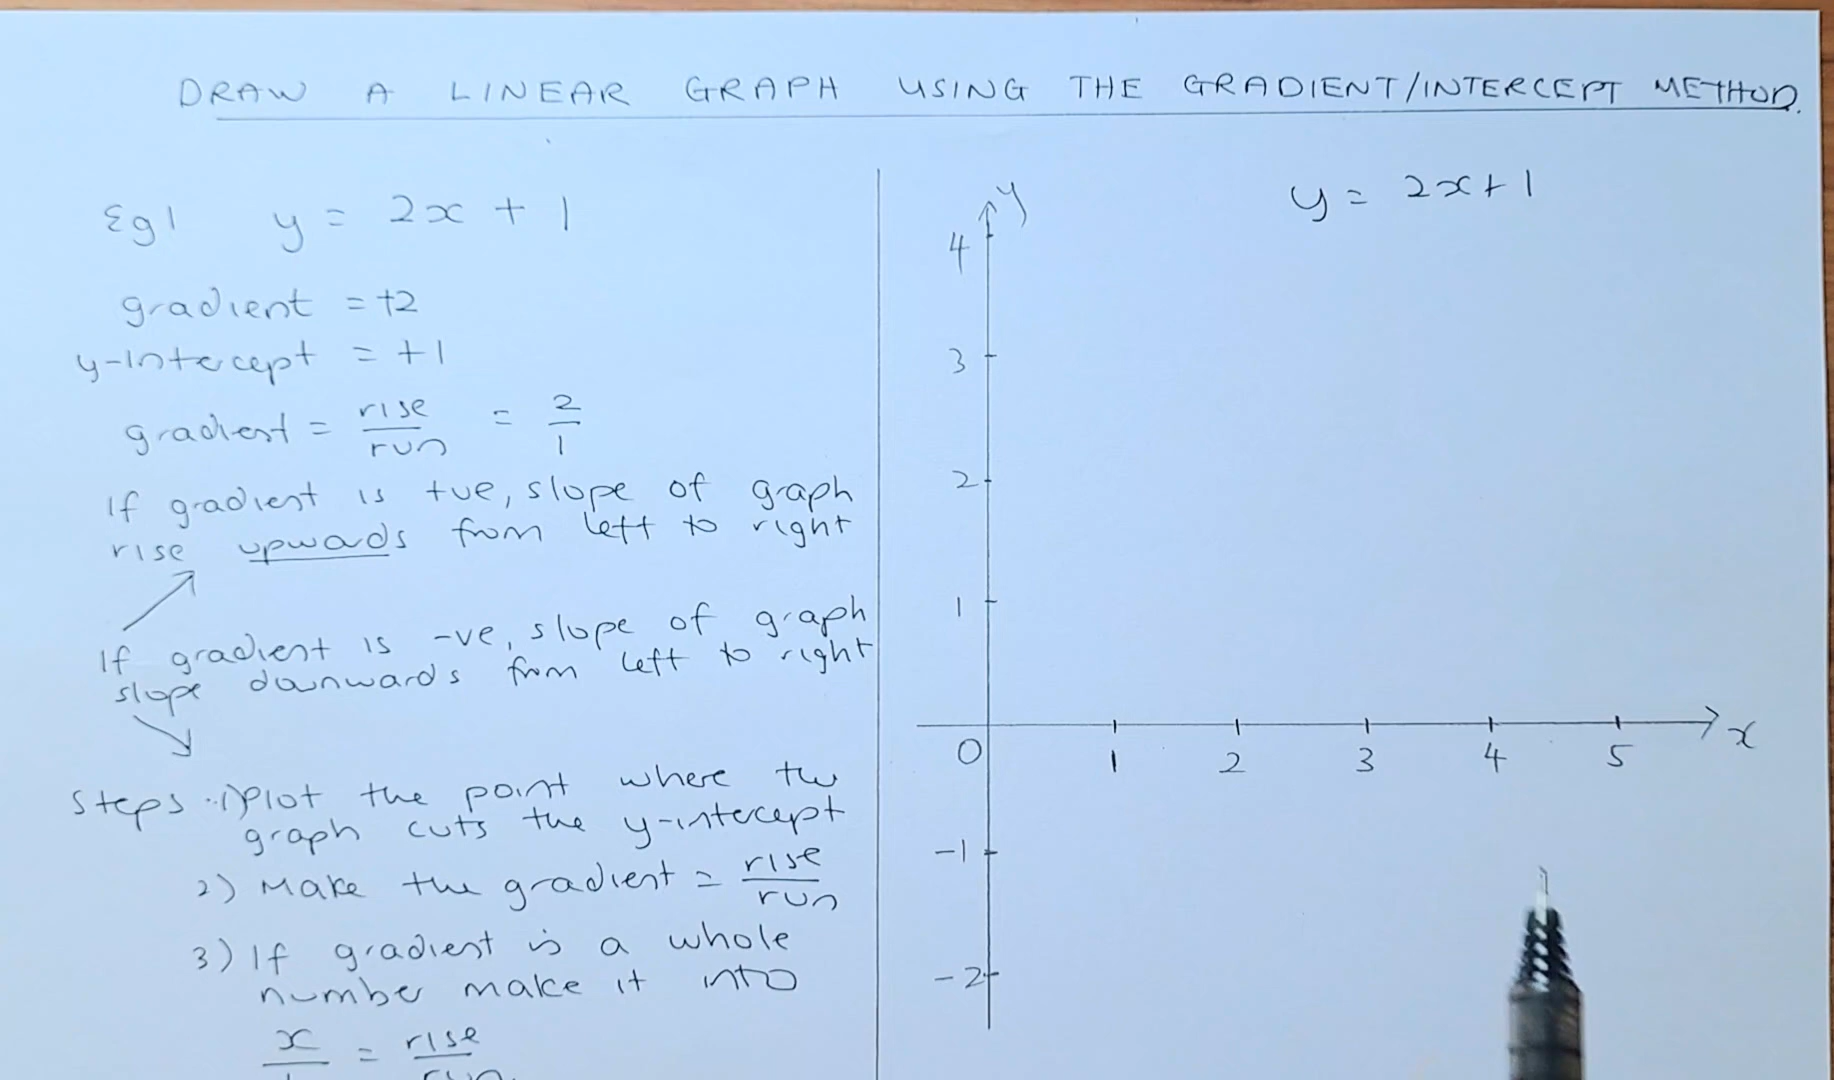 DRAW A LINEAR GRAPH USING THE GRADIENT/INTERCEPT METHOD.
Eg1 y = 2x + 1
gradient = +2
y-intercept = +1
gradient = rise/run = 2/1
If gradient is +ve, slope of graph
rise upwards from left to right
If gradient is -ve, slope of graph
slope downwards from left to right
Steps :1) Plot the point where the
graph cuts the y-intercept
2) Make the gradient = rise/run
3) If gradient is a whole
number make it into
x/1 = rise/run
y = 2x+1
y
4
3
2
1
0 1 2 3 4 5 x
-1
-2